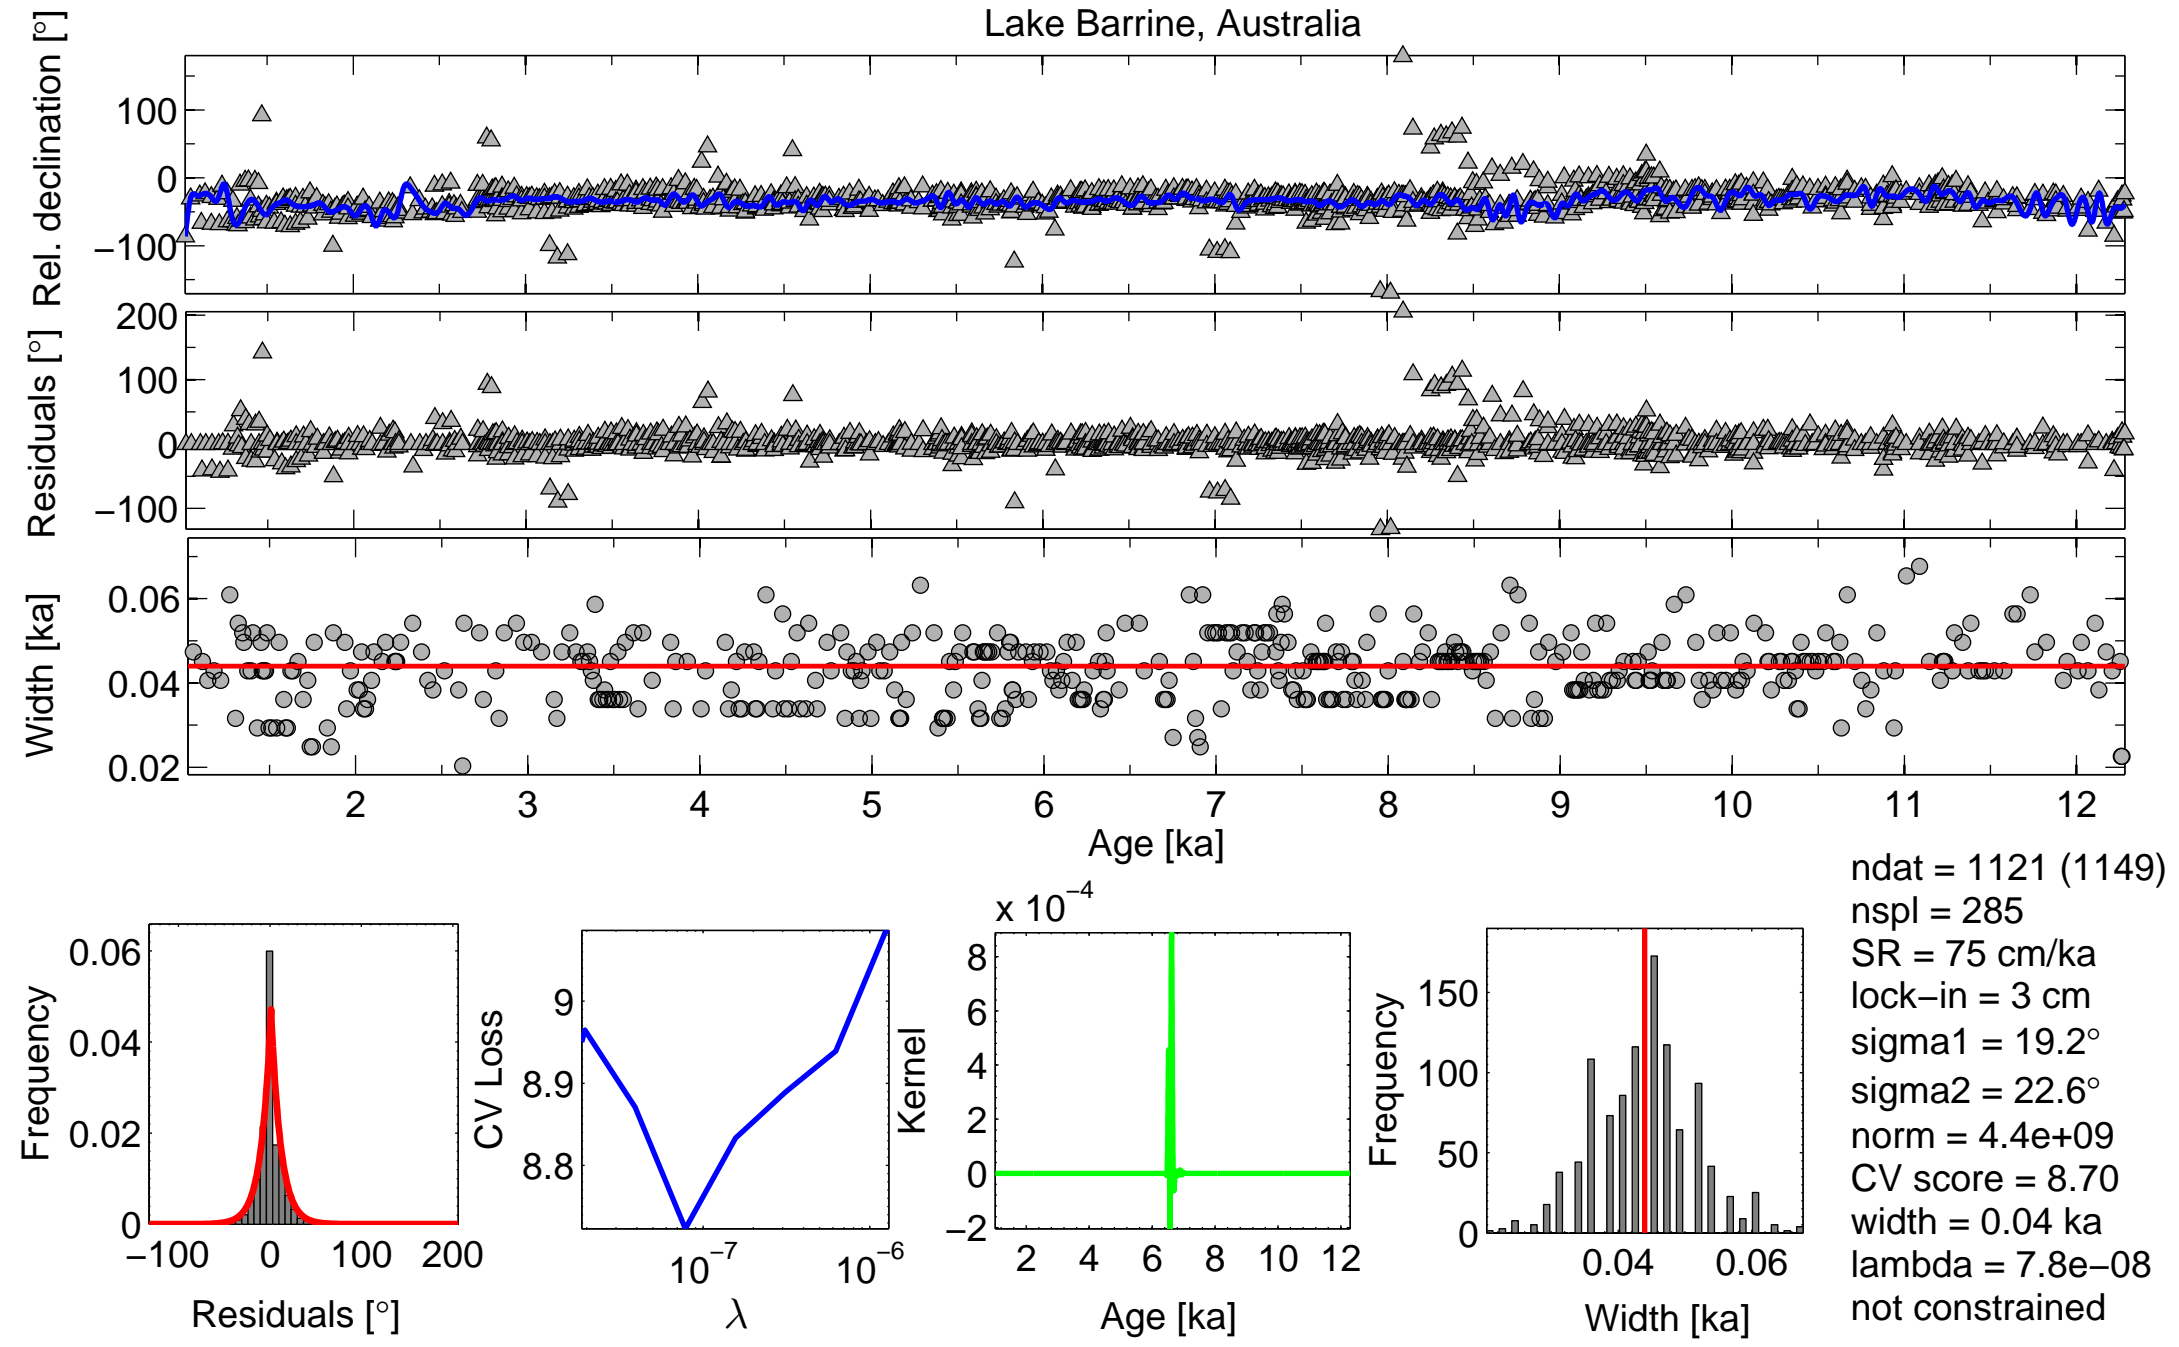 Lake Barrine, Australia
Rel. declination [°]
100
0
−100
Residuals [°]
200
100
0
−100
Width [ka]
0.06
0.04
0.02
2 3 4 5 6 7 8 9 10 11 12
Age [ka]
Frequency
0.06
0.04
0.02
0
−100 0 100 200
Residuals [°]
CV Loss
9
8.9
8.8
10−7 10−6
λ
x 10−4
Kernel
8
6
4
2
0
−2
2 4 6 8 10 12
Age [ka]
Frequency
150
100
50
0
0.04 0.06
Width [ka]
ndat = 1121 (1149)
nspl = 285
SR = 75 cm/ka
lock−in = 3 cm
sigma1 = 19.2°
sigma2 = 22.6°
norm = 4.4e+09
CV score = 8.70
width = 0.04 ka
lambda = 7.8e−08
not constrained